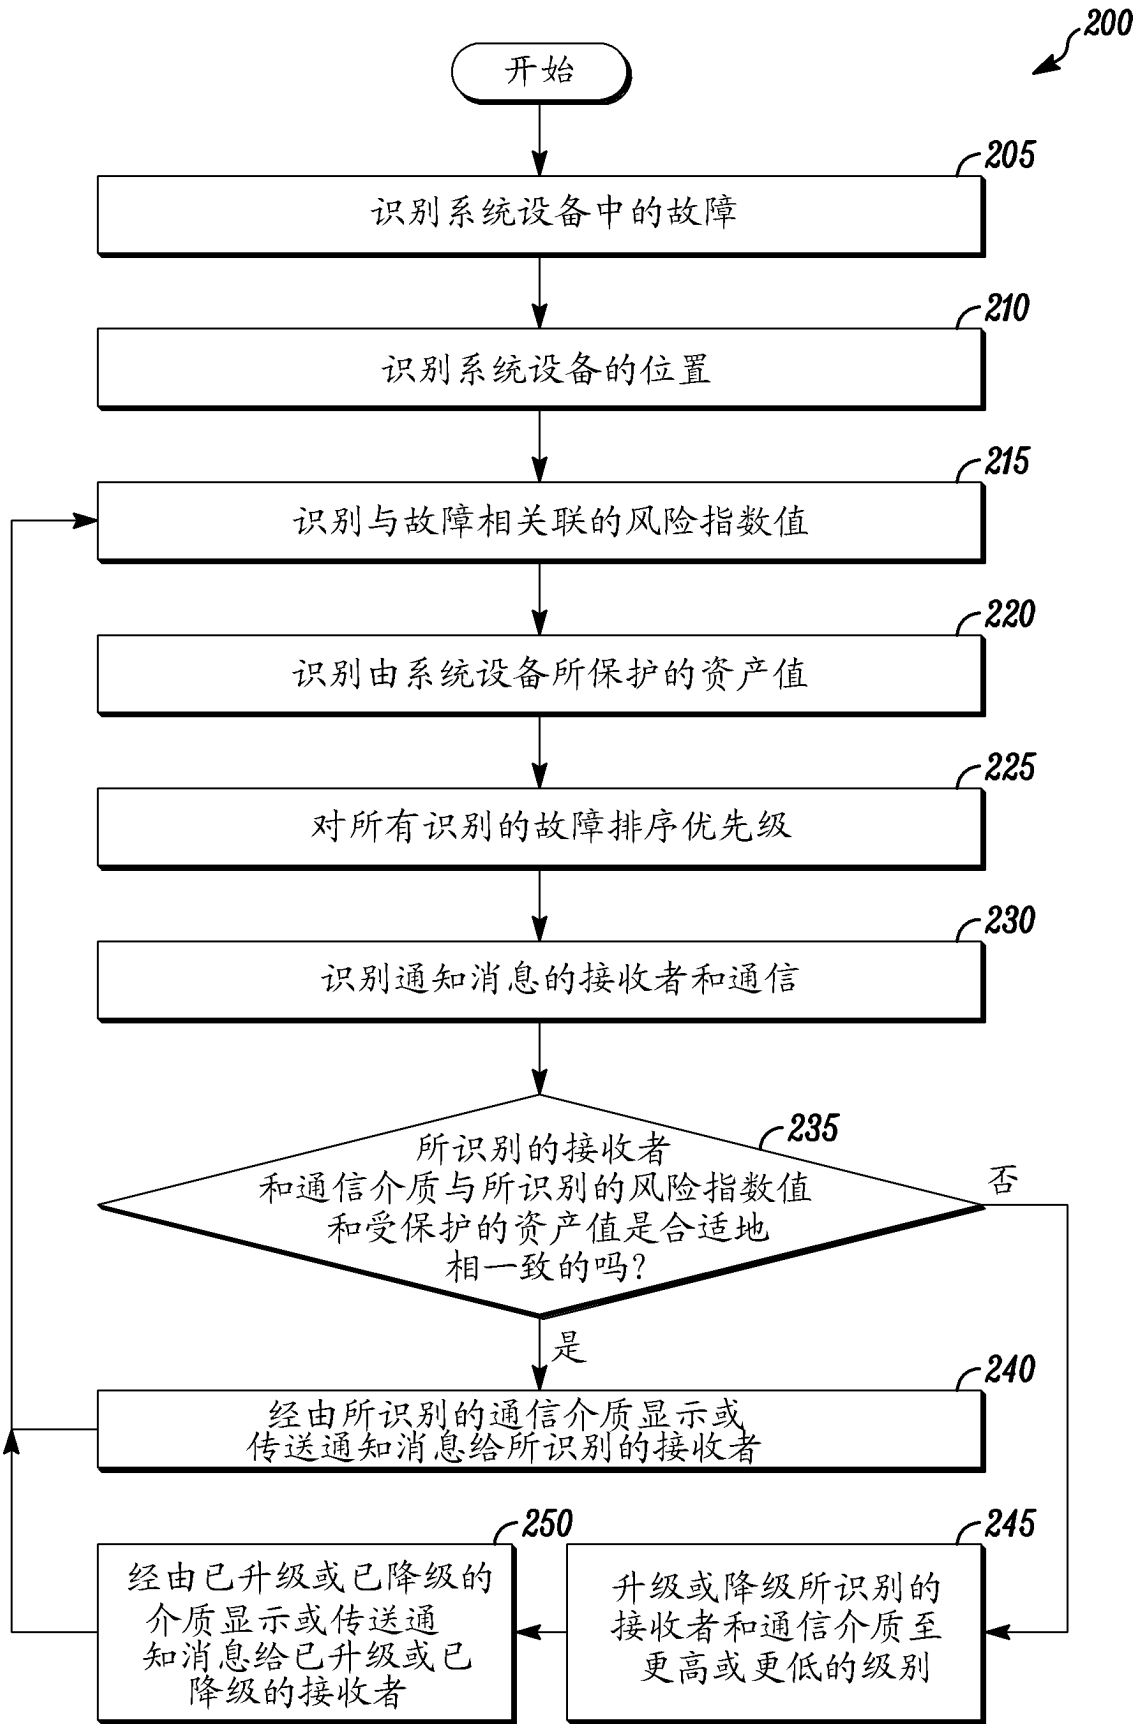 200
开始
205
识别系统设备中的故障
210
识别系统设备的位置
215
识别与故障相关联的风险指数值
220
识别由系统设备所保护的资产值
225
对所有识别的故障排序优先级
230
识别通知消息的接收者和通信
235
所识别的接收者
和通信介质与所识别的风险指数值
和受保护的资产值是合适地
相一致的吗?
否
是
240
经由所识别的通信介质显示或
传送通知消息给所识别的接收者
250
经由已升级或已降级的
介质显示或传送通
知消息给已升级或已
降级的接收者
245
升级或降级所识别的
接收者和通信介质至
更高或更低的级别